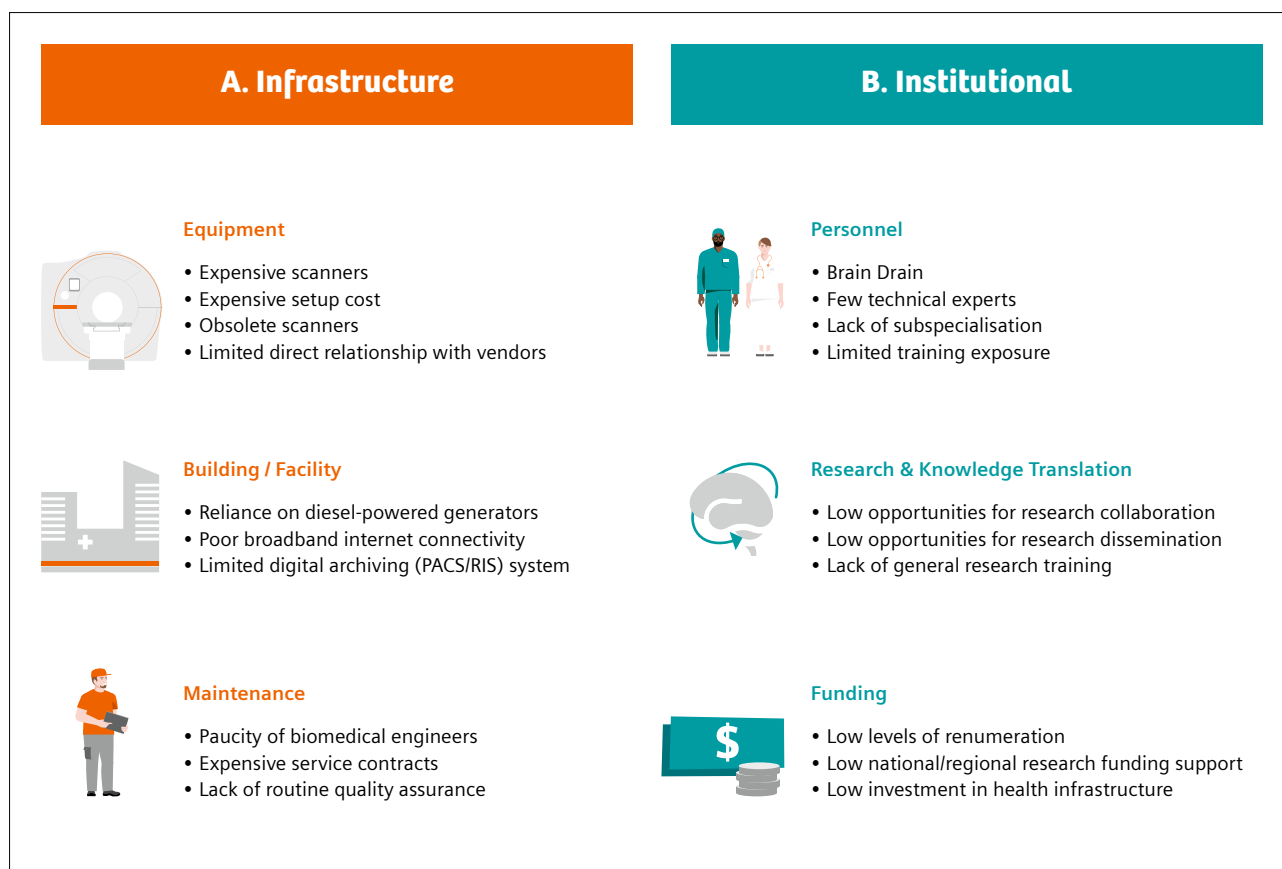 A. Infrastructure
Equipment
• Expensive scanners
• Expensive setup cost
• Obsolete scanners
• Limited direct relationship with vendors
Building / Facility
• Reliance on diesel-powered generators
• Poor broadband internet connectivity
• Limited digital archiving (PACS/RIS) system
Maintenance
• Paucity of biomedical engineers
• Expensive service contracts
• Lack of routine quality assurance
B. Institutional
Personnel
• Brain Drain
• Few technical experts
• Lack of subspecialisation
• Limited training exposure
Research & Knowledge Translation
• Low opportunities for research collaboration
• Low opportunities for research dissemination
• Lack of general research training
Funding
$
• Low levels of renumeration
• Low national/regional research funding support
• Low investment in health infrastructure